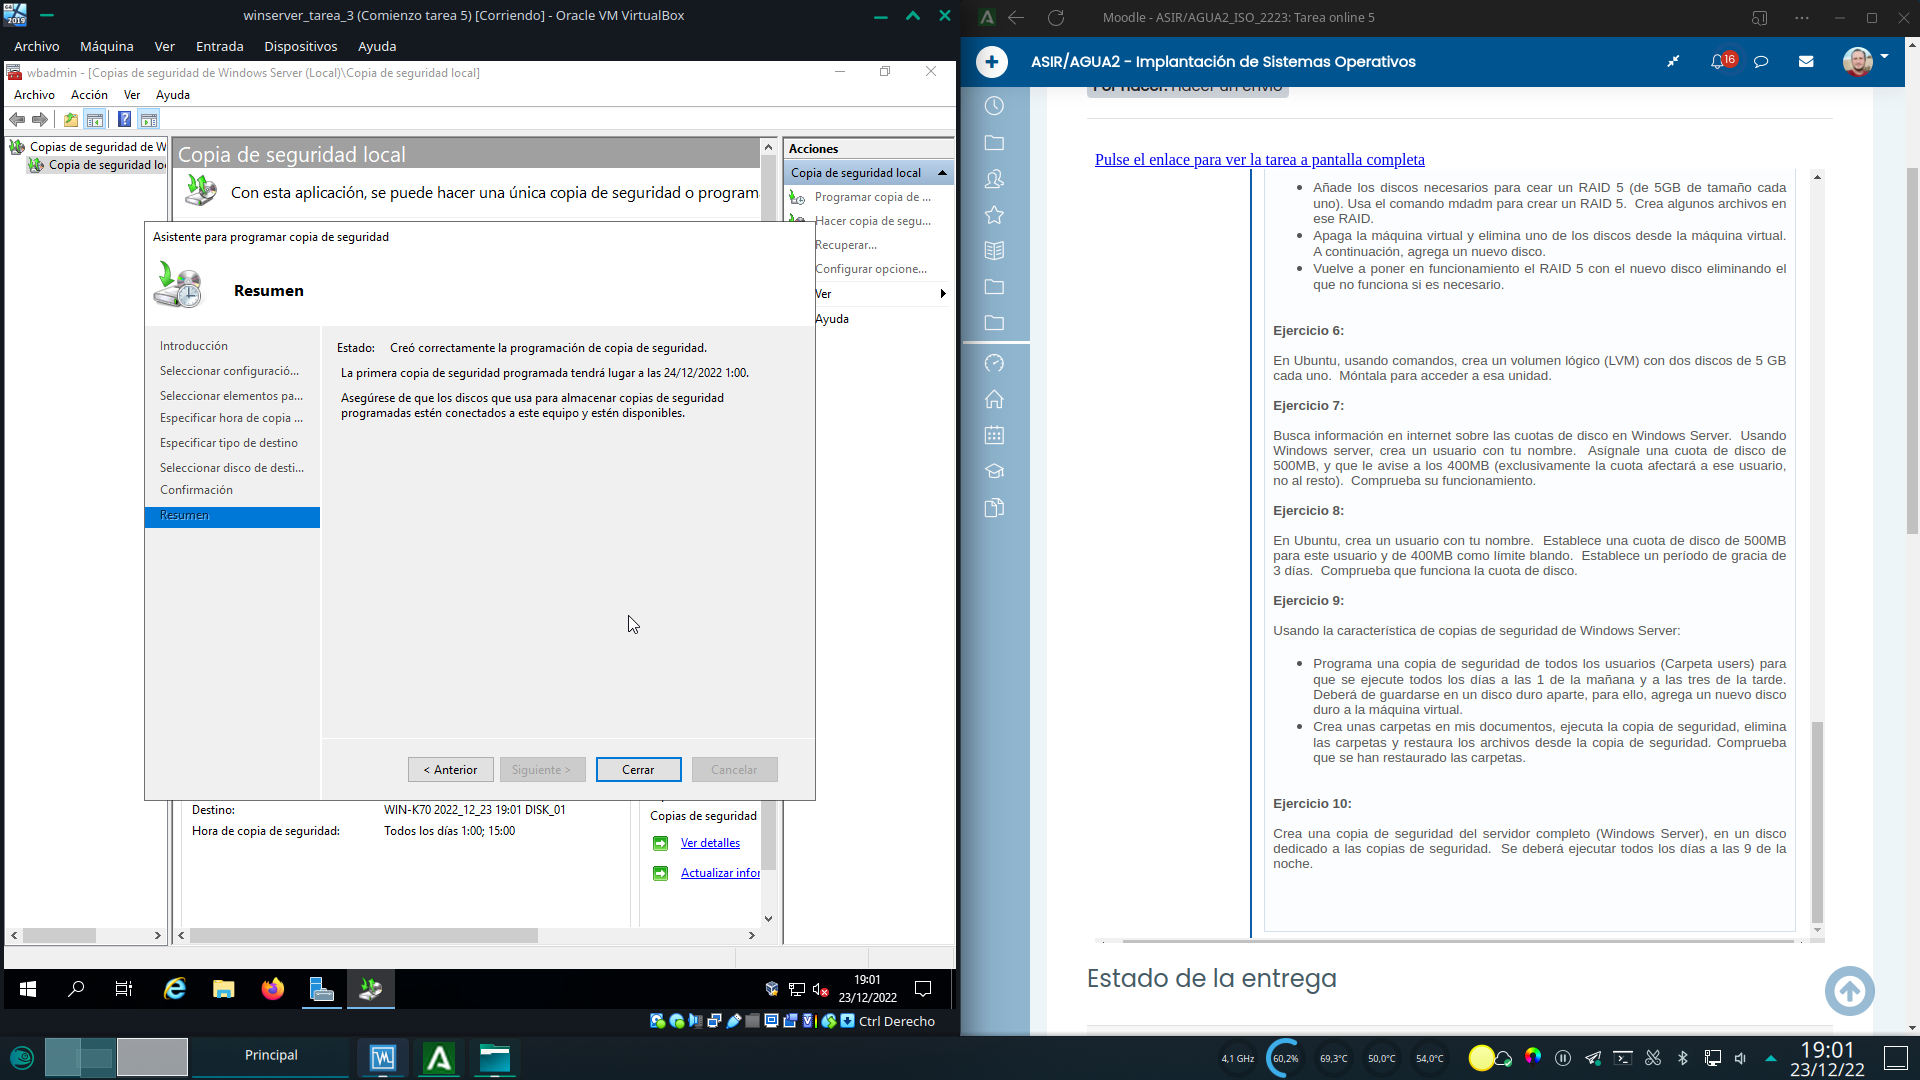 winserver_tarea_3 (Comienzo tarea 5) [Corriendo] - Oracle VM VirtualBox
Archivo Máquina Ver Entrada Dispositivos Ayuda
wbadmin - [Copias de seguridad de Windows Server (Local)\Copia de seguridad local]
Archivo Acción Ver Ayuda
Copias de seguridad de W
Copia de seguridad lo
Copia de seguridad local
Con esta aplicación, se puede hacer una única copia de seguridad o program
Acciones
Copia de seguridad local
Programar copia de ...
Hacer copia de segu...
Recuperar...
Configurar opcione...
Ver
Ayuda
Asistente para programar copia de seguridad
Resumen
Introducción
Seleccionar configuració...
Seleccionar elementos pa...
Especificar hora de copia ...
Especificar tipo de destino
Seleccionar disco de desti...
Confirmación
Resumen
Estado: Creó correctamente la programación de copia de seguridad.
La primera copia de seguridad programada tendrá lugar a las 24/12/2022 1:00.
Asegúrese de que los discos que usa para almacenar copias de seguridad
programadas estén conectados a este equipo y estén disponibles.
< Anterior Siguiente > Cerrar Cancelar
Destino: WIN-K70 2022_12_23 19:01 DISK_01
Hora de copia de seguridad: Todos los días 1:00; 15:00
Copias de seguridad
Ver detalles
Actualizar infor
19:01
23/12/2022
Ctrl Derecho
Moodle - ASIR/AGUA2_ISO_2223: Tarea online 5
ASIR/AGUA2 - Implantación de Sistemas Operativos
16
Por hacer: Hacer un envío
Pulse el enlace para ver la tarea a pantalla completa
• Añade los discos necesarios para cear un RAID 5 (de 5GB de tamaño cada
uno). Usa el comando mdadm para crear un RAID 5. Crea algunos archivos en
ese RAID.
• Apaga la máquina virtual y elimina uno de los discos desde la máquina virtual.
A continuación, agrega un nuevo disco.
• Vuelve a poner en funcionamiento el RAID 5 con el nuevo disco eliminando el
que no funciona si es necesario.
Ejercicio 6:
En Ubuntu, usando comandos, crea un volumen lógico (LVM) con dos discos de 5 GB
cada uno. Móntala para acceder a esa unidad.
Ejercicio 7:
Busca información en internet sobre las cuotas de disco en Windows Server. Usando
Windows server, crea un usuario con tu nombre. Asígnale una cuota de disco de
500MB, y que le avise a los 400MB (exclusivamente la cuota afectará a ese usuario,
no al resto). Comprueba su funcionamiento.
Ejercicio 8:
En Ubuntu, crea un usuario con tu nombre. Establece una cuota de disco de 500MB
para este usuario y de 400MB como límite blando. Establece un período de gracia de
3 días. Comprueba que funciona la cuota de disco.
Ejercicio 9:
Usando la característica de copias de seguridad de Windows Server:
• Programa una copia de seguridad de todos los usuarios (Carpeta users) para
que se ejecute todos los días a las 1 de la mañana y a las tres de la tarde.
Deberá de guardarse en un disco duro aparte, para ello, agrega un nuevo disco
duro a la máquina virtual.
• Crea unas carpetas en mis documentos, ejecuta la copia de seguridad, elimina
las carpetas y restaura los archivos desde la copia de seguridad. Comprueba
que se han restaurado las carpetas.
Ejercicio 10:
Crea una copia de seguridad del servidor completo (Windows Server), en un disco
dedicado a las copias de seguridad. Se deberá ejecutar todos los días a las 9 de la
noche.
Estado de la entrega
Principal
4,1 GHz 60,2% 69,3°C 50,0°C 54,0°C
19:01
23/12/22